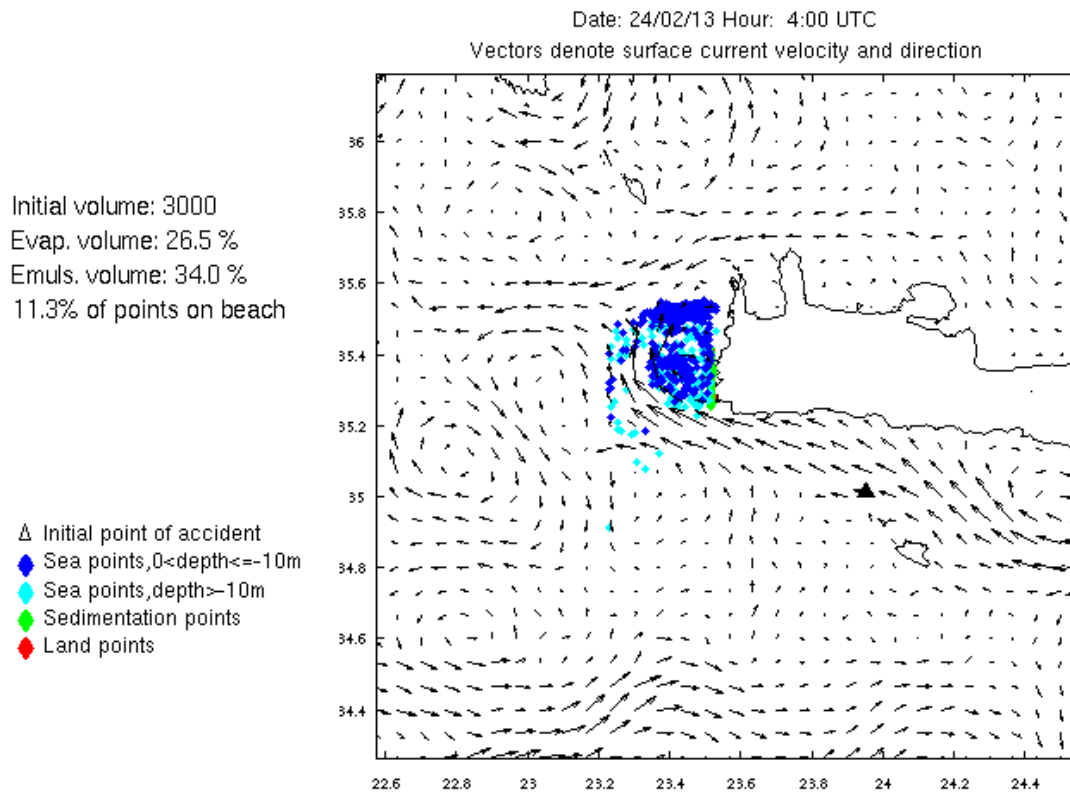 Date: 24/02/13 Hour:  4:00 UTC
Vectors denote surface current velocity and direction
Initial volume: 3000
Evap. volume: 26.5 %
Emuls. volume: 34.0 %
11.3% of points on beach
Initial point of accident
Sea points,0<depth<=-10m
Sea points,depth>-10m
Sedimentation points
Land points
36
35.8
35.6
35.4
35.2
35
34.8
34.6
34.4
22.6 22.8 23 23.2 23.4 23.6 23.8 24 24.2 24.4